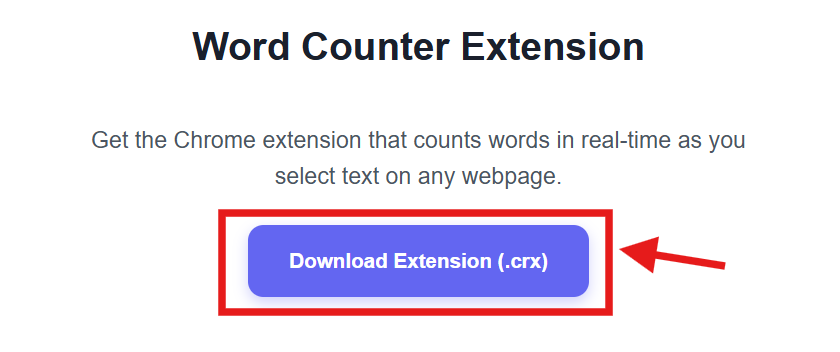 Word Counter Extension
Get the Chrome extension that counts words in real-time as you
select text on any webpage.
Download Extension (.crx)